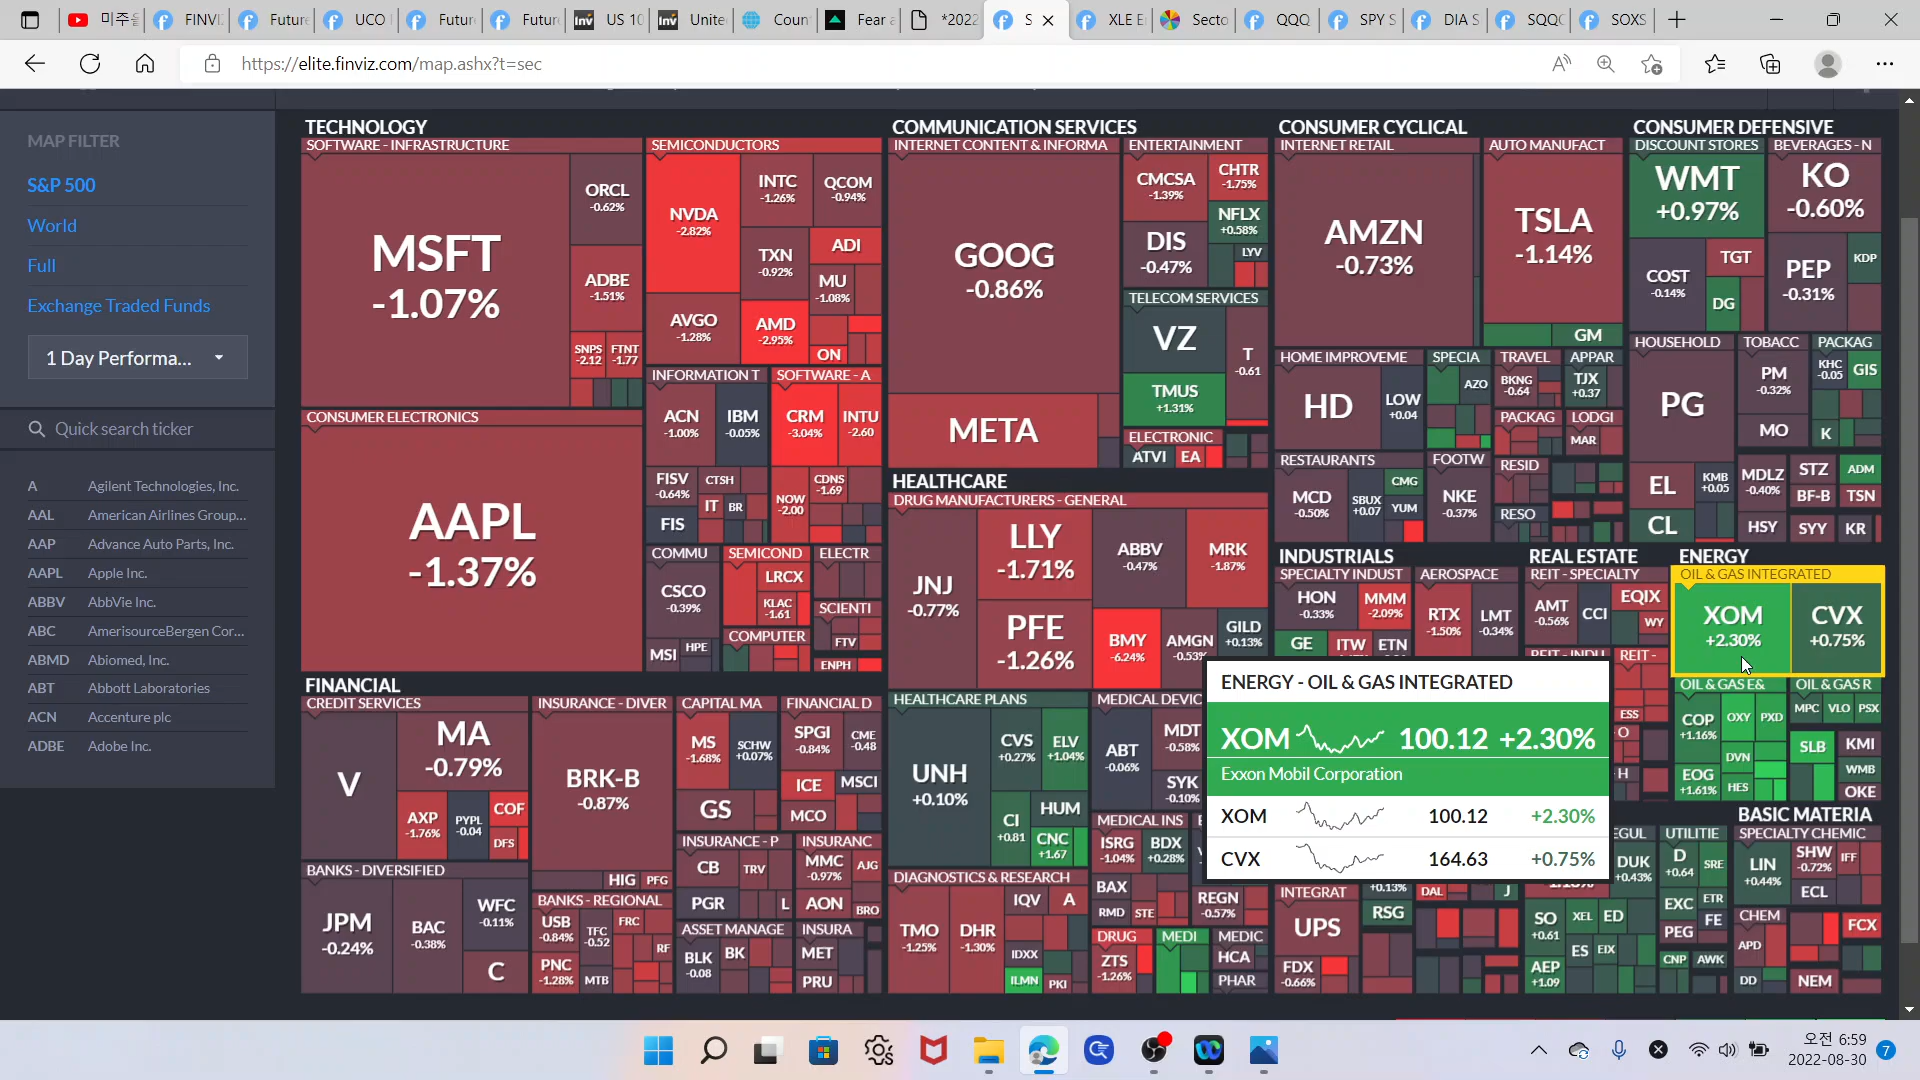 미주
FINVI
Future
UCO
Futur
Futur
US 10
Unite
Coun
Fear a
*2022
S
XLE E
Secto
QQQ
SPY S
DIA S
SQQQ
SOXS
https://elite.finviz.com/map.ashx?t=sec
MAP FILTER
S&P 500
World
Full
Exchange Traded Funds
1 Day Performa...
Quick search ticker
A Agilent Technologies, Inc.
AAL American Airlines Group...
AAP Advance Auto Parts, Inc.
AAPL Apple Inc.
ABBV AbbVie Inc.
ABC AmerisourceBergen Cor...
ABMD Abiomed, Inc.
ABT Abbott Laboratories
ACN Accenture plc
ADBE Adobe Inc.
TECHNOLOGY
SOFTWARE - INFRASTRUCTURE
MSFT
-1.07%
ORCL
-0.62%
ADBE
-1.51%
SNPS
-2.12
FTNT
-1.77
CONSUMER ELECTRONICS
AAPL
-1.37%
SEMICONDUCTORS
NVDA
-2.82%
INTC
-1.26%
QCOM
-0.94%
TXN
-0.92%
ADI
MU
-1.08%
AVGO
-1.28%
AMD
-2.95%
ON
INFORMATION T
ACN
-1.00%
IBM
-0.05%
FISV
-0.64%
CTSH
IT
BR
FIS
SOFTWARE - A
CRM
-3.04%
INTU
-2.60
NOW
-2.00
CDNS
-1.69
COMMU
CSCO
-0.39%
MSI
HPE
SEMICOND
LRCX
KLAC
-1.61
COMPUTER
ELECTR
SCIENTI
FTV
ENPH
COMMUNICATION SERVICES
INTERNET CONTENT & INFORMA
GOOG
-0.86%
META
ENTERTAINMENT
CMCSA
-1.39%
CHTR
-1.75%
NFLX
+0.58%
DIS
-0.47%
LYV
TELECOM SERVICES
VZ
T
-0.61
TMUS
+1.31%
ELECTRONIC
ATVI
EA
CONSUMER CYCLICAL
INTERNET RETAIL
AMZN
-0.73%
AUTO MANUFACT
TSLA
-1.14%
GM
HOME IMPROVEME
HD
LOW
+0.04
SPECIA
AZO
TRAVEL
BKNG
-0.64
APPAR
TJX
+0.37
PACKAG
LODGI
MAR
RESTAURANTS
MCD
-0.50%
SBUX
+0.07
CMG
YUM
FOOTW
NKE
-0.37%
RESID
RESO
CONSUMER DEFENSIVE
DISCOUNT STORES
WMT
+0.97%
COST
-0.14%
TGT
DG
BEVERAGES - N
KO
-0.60%
PEP
-0.31%
KDP
HOUSEHOLD
PG
EL
KMB
+0.05
CL
TOBACC
PM
-0.32%
MO
PACKAG
KHC
-0.05
GIS
K
MDLZ
-0.40%
HSY
STZ
BF-B
ADM
TSN
SYY
KR
HEALTHCARE
DRUG MANUFACTURERS - GENERAL
JNJ
-0.77%
LLY
-1.71%
PFE
-1.26%
ABBV
-0.47%
MRK
-1.87%
BMY
-6.24%
AMGN
-0.53%
GILD
+0.13%
HEALTHCARE PLANS
UNH
+0.10%
CVS
+0.27%
ELV
+1.04%
CI
+0.81
HUM
CNC
+1.67
MEDICAL DEVIC
ABT
-0.06%
MDT
-0.58%
SYK
-0.10%
MEDICAL INS
ISRG
-1.04%
BDX
+0.28%
BAX
RMD
STE
REGN
-0.57%
DIAGNOSTICS & RESEARCH
TMO
-1.25%
DHR
-1.30%
IQV
A
IDXX
ILMN
PKI
DRUG
ZTS
-1.26%
MEDI
MEDIC
HCA
PHAR
INDUSTRIALS
SPECIALTY INDUST
HON
-0.33%
MMM
-2.09%
GE
ITW
ETN
AEROSPACE
RTX
-1.50%
LMT
-0.34%
INTEGRAT
UPS
FDX
-0.66%
+0.13%
RSG
DAL
J
REAL ESTATE
REIT - SPECIALTY
AMT
-0.56%
CCI
EQIX
WY
REIT - INDU
REIT -
ESS
ENERGY
OIL & GAS INTEGRATED
XOM
+2.30%
CVX
+0.75%
OIL & GAS E&
COP
+1.16%
OXY
PXD
DVN
EOG
+1.61%
HES
OIL & GAS R
MPC
VLO
PSX
SLB
KMI
WMB
OKE
ENERGY - OIL & GAS INTEGRATED
XOM 100.12 +2.30%
Exxon Mobil Corporation
XOM 100.12 +2.30%
CVX 164.63 +0.75%
FINANCIAL
CREDIT SERVICES
V
MA
-0.79%
AXP
-1.76%
PYPL
-0.04
COF
DFS
INSURANCE - DIVER
BRK-B
-0.87%
HIG
PFG
CAPITAL MA
MS
-1.68%
SCHW
+0.07%
GS
FINANCIAL D
SPGI
-0.84%
CME
-0.48
ICE
MSCI
MCO
BANKS - DIVERSIFIED
JPM
-0.24%
BAC
-0.38%
WFC
-0.11%
C
BANKS - REGIONAL
USB
-0.84%
TFC
-0.52
FRC
RF
PNC
-1.28%
MTB
INSURANCE - P
CB
TRV
PGR
L
INSURANC
MMC
-0.97%
AJG
AON
BRO
ASSET MANAGE
BLK
-0.08
BK
INSURA
MET
PRU
EGUL
DUK
+0.43%
SO
+0.61
XEL
ED
ES
EIX
AEP
+1.09
UTILITIE
D
+0.64
SRE
EXC
ETR
PEG
FE
CNP
AWK
BASIC MATERIA
SPECIALTY CHEMIC
LIN
+0.44%
SHW
-0.72%
IFF
ECL
CHEM
APD
DD
FCX
NEM
오전 6:59
2022-08-30
7